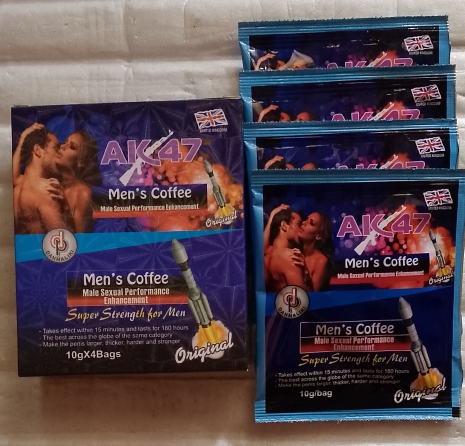 UNITED KINGDOM
AK47
Men's Coffee
Male Sexual Performance Enhancement
Original
DANMALINI
Men's Coffee
Male Sexual Performance
Enhancement
Super Strength for Men
- Takes effect within 15 minutes and lasts for 180 hours
- The best across the globe of the same category
- Make the penis larger, thicker, harder and stronger
10gX4Bags
Original
AK47
Men's Coffee
Male Sexual Performance Enhancement
Original
Men's Coffee
Male Sexual Performance
Enhancement
Super Strength for Men
- Takes effect within 15 minutes and lasts for 180 hours
- The best across the globe of the same category
- Make the penis larger, thicker, harder and stronger
10g/bag
Original